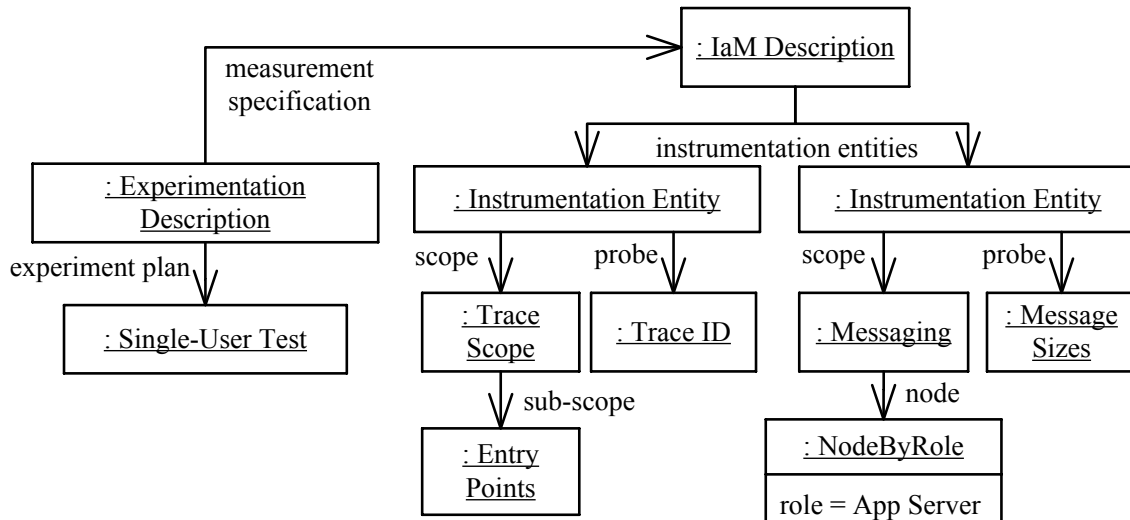 : IaM Description
measurement
specification
instrumentation entities
: Experimentation
Description
: Instrumentation Entity
: Instrumentation Entity
experiment plan
scope
probe
scope
probe
: Single-User Test
: Trace
Scope
: Trace ID
: Messaging
: Message
Sizes
sub-scope
node
: Entry
Points
: NodeByRole
role = App Server